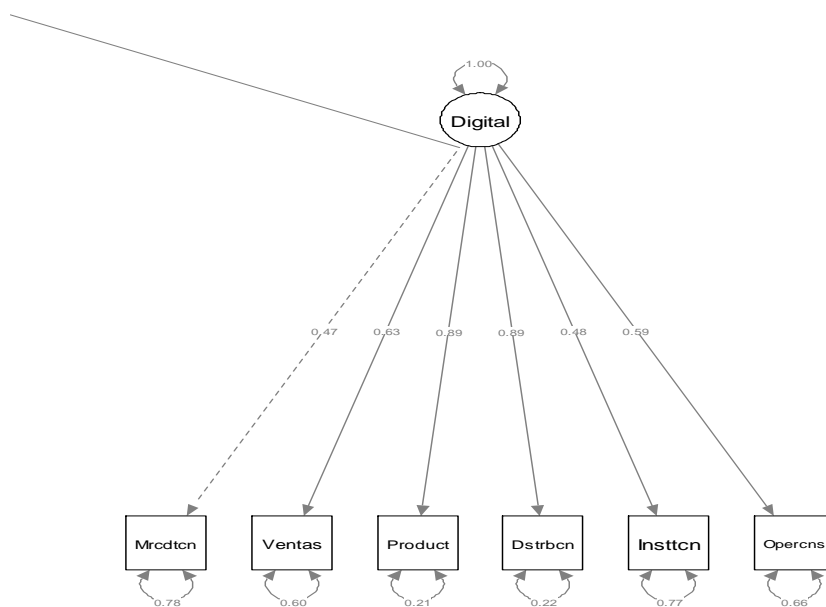 1.00
Digital
0.47 0.63 0.89 0.89 0.48 0.59
Mrcdtcn Ventas Product Dstrbcn Insttcn Opercns
0.78 0.60 0.21 0.22 0.77 0.66